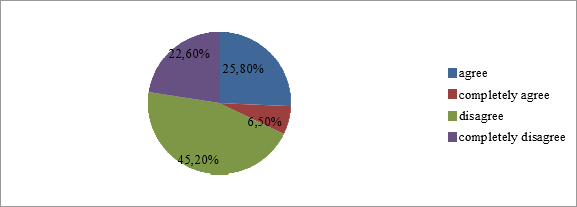 22,60%
25,80%
6,50%
45,20%
agree
completely agree
disagree
completely disagree